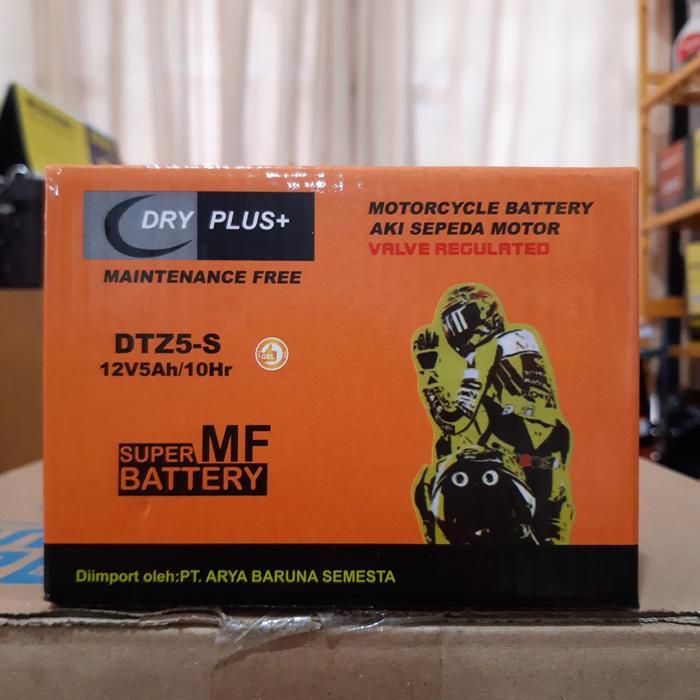 DRY PLUS+
MAINTENANCE FREE
MOTORCYCLE BATTERY
AKI SEPEDA MOTOR
VALVE REGULATED
DTZ5-S
12V5Ah/10Hr
GEL
SUPER MF
BATTERY
Diimport oleh:PT. ARYA BARUNA SEMESTA